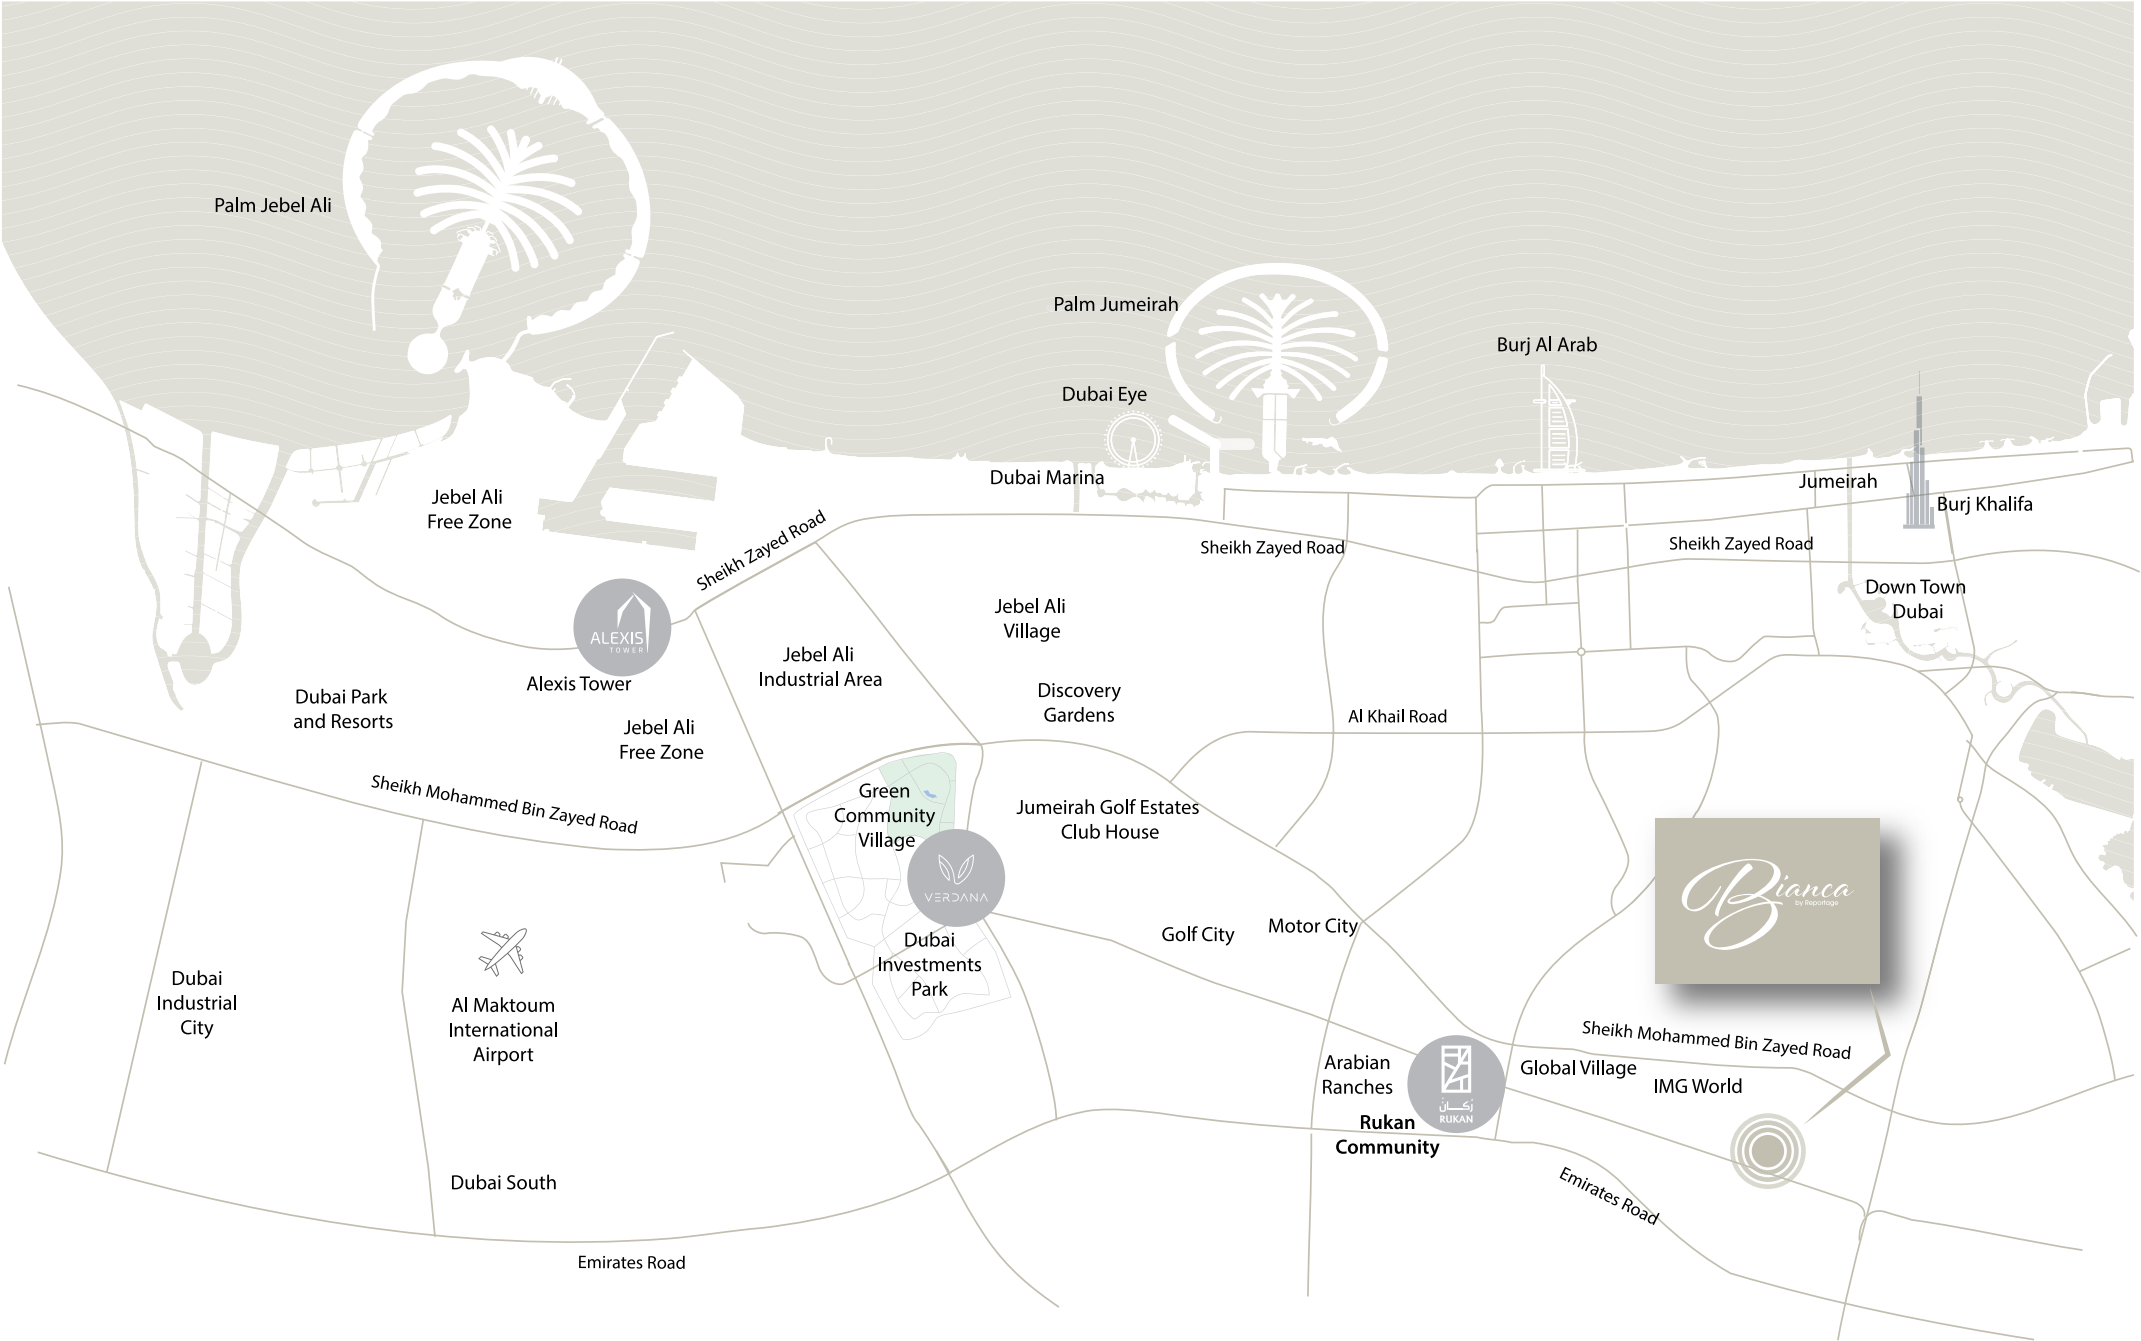 Palm Jebel Ali
Palm Jumeirah
Burj Al Arab
Dubai Eye
Dubai Marina
Jumeirah
Burj Khalifa
Jebel Ali
Free Zone
Sheikh Zayed Road
Sheikh Zayed Road
Sheikh Zayed Road
Down Town
Dubai
ALEXIS
TOWER
Alexis Tower
Jebel Ali
Village
Jebel Ali
Industrial Area
Dubai Park
and Resorts
Jebel Ali
Free Zone
Discovery
Gardens
Al Khail Road
Sheikh Mohammed Bin Zayed Road
Green
Community
Village
Jumeirah Golf Estates
Club House
VERDANA
Bianca
by Reportage
Golf City
Motor City
Dubai
Investments
Park
Dubai
Industrial
City
Al Maktoum
International
Airport
Sheikh Mohammed Bin Zayed Road
Arabian
Ranches
رُكــــانْ
RUKAN
Global Village
IMG World
Rukan
Community
Dubai South
Emirates Road
Emirates Road